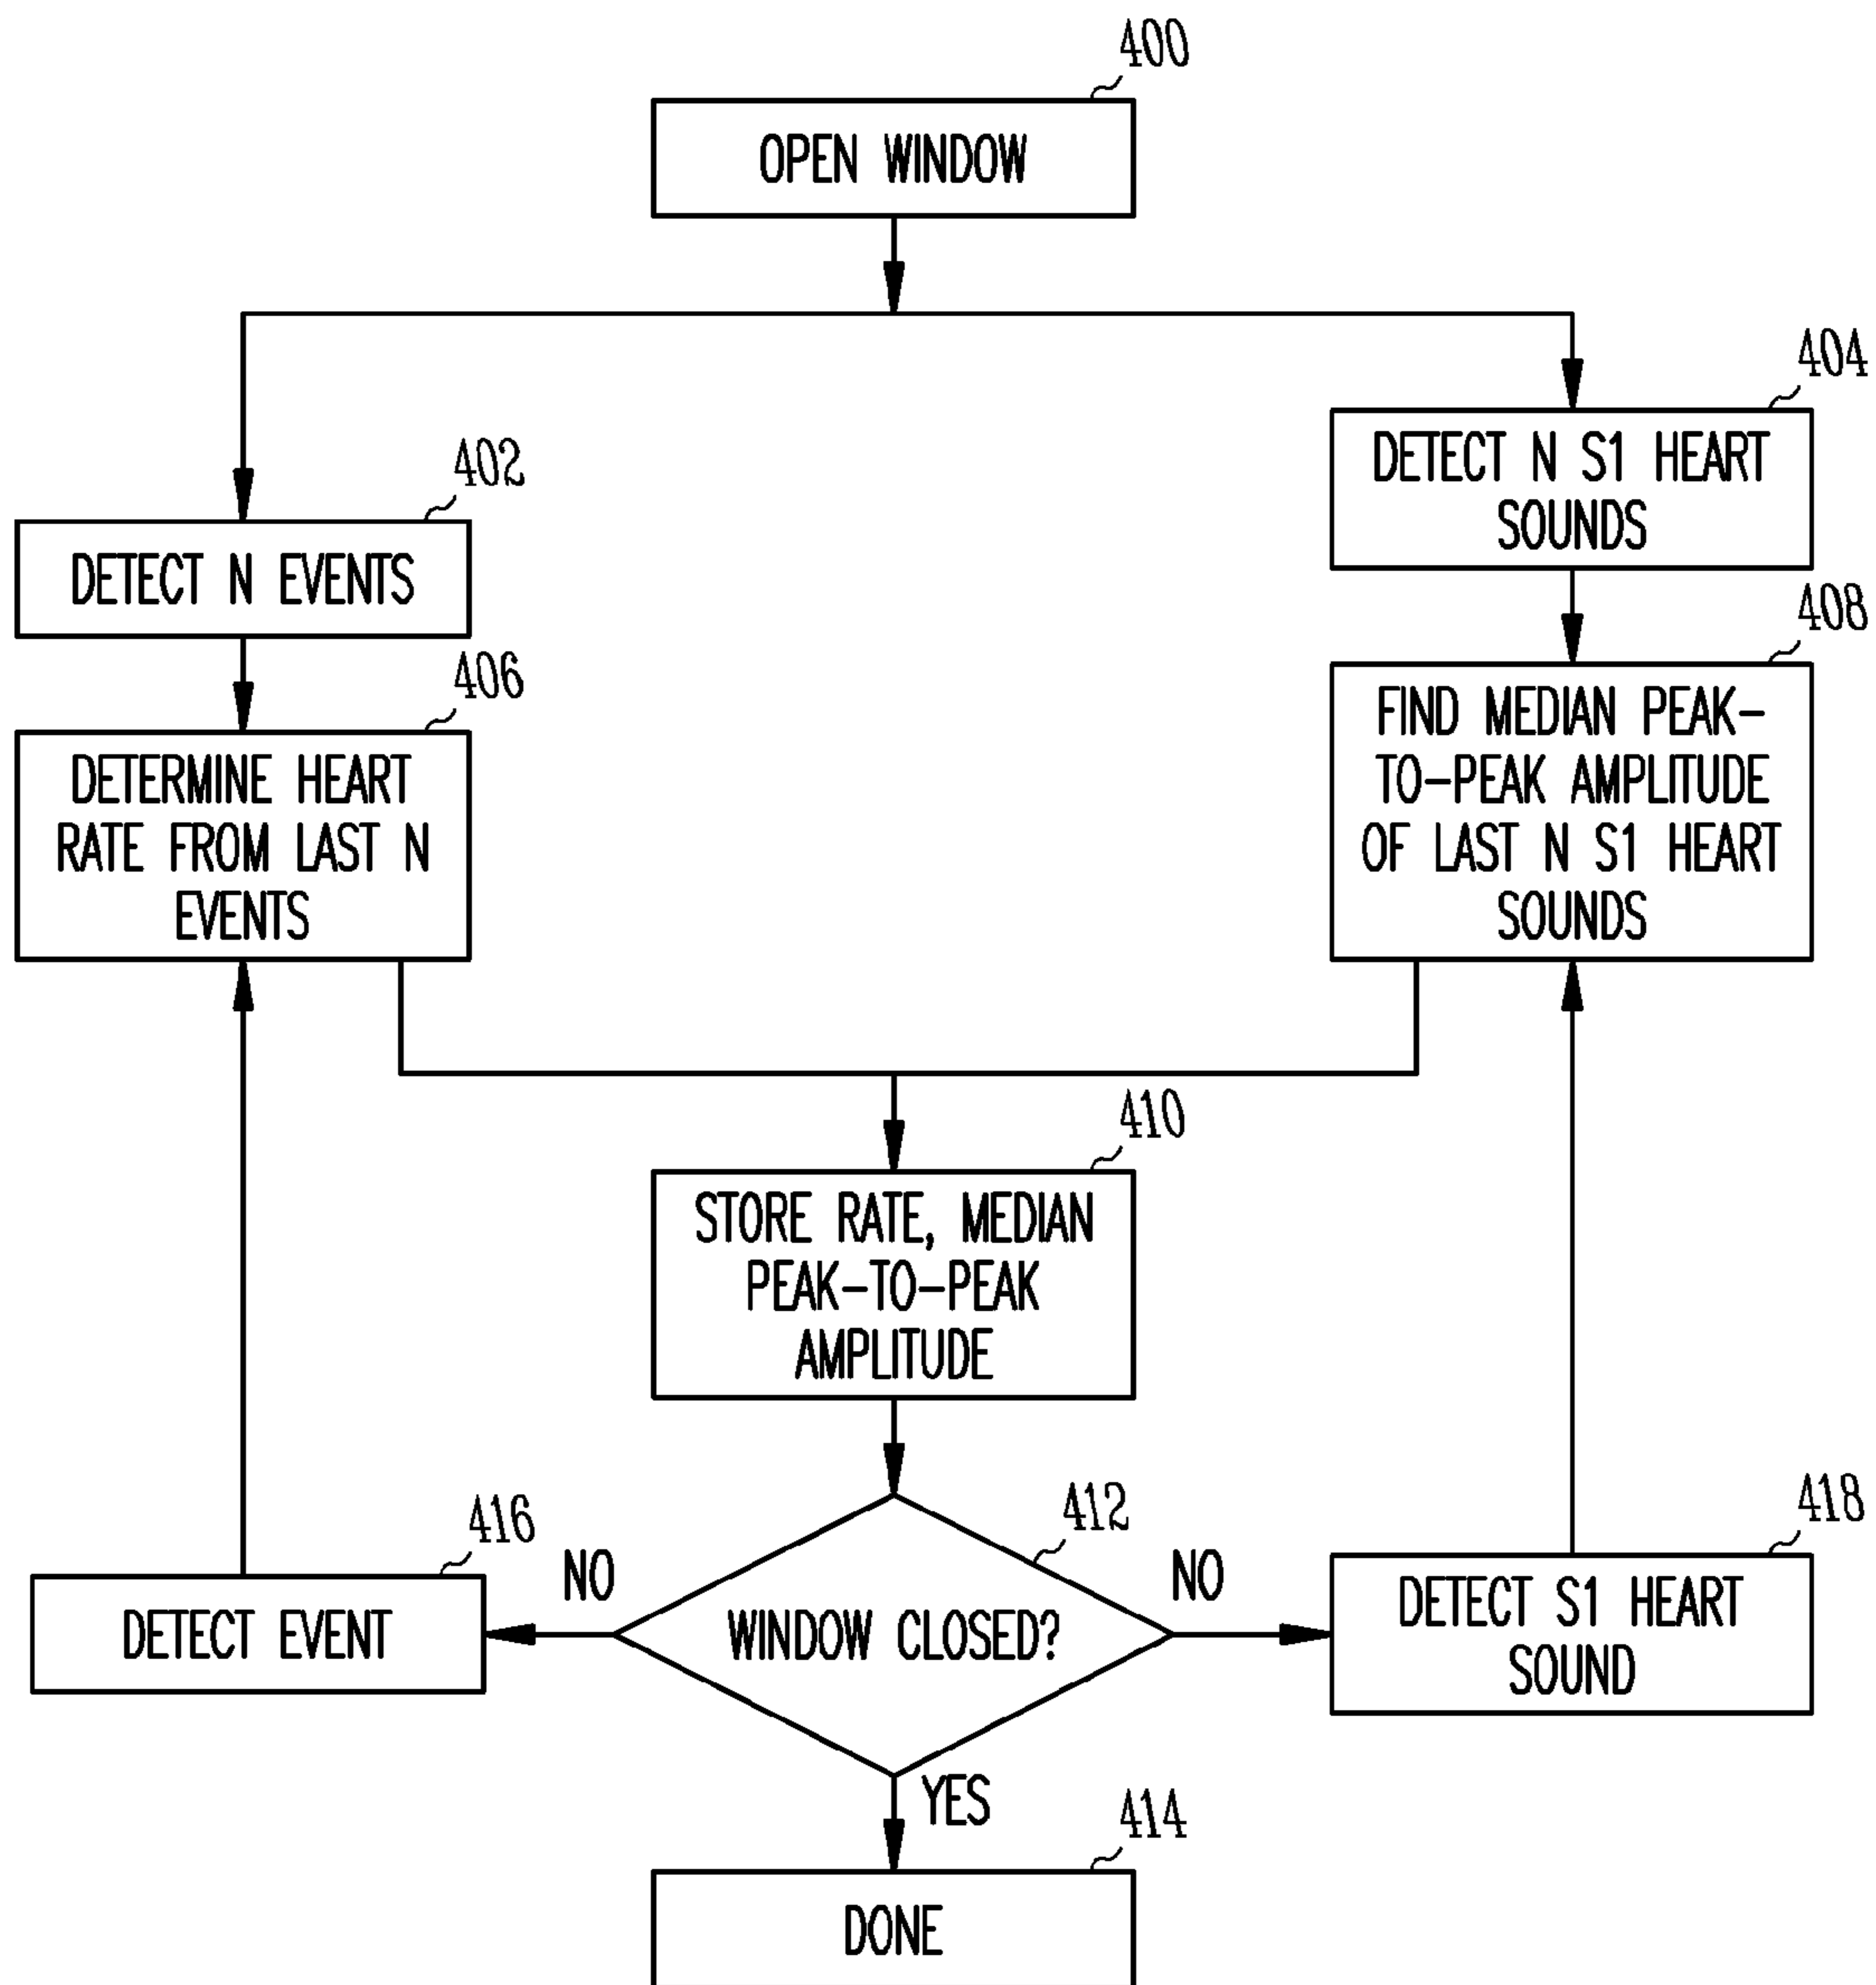 400
OPEN WINDOW
404
DETECT N S1 HEART
SOUNDS
402
DETECT N EVENTS
408
FIND MEDIAN PEAK-
TO-PEAK AMPLITUDE
OF LAST N S1 HEART
SOUNDS
406
DETERMINE HEART
RATE FROM LAST N
EVENTS
410
STORE RATE, MEDIAN
PEAK-TO-PEAK
AMPLITUDE
416
DETECT EVENT
NO
412
WINDOW CLOSED?
NO
418
DETECT S1 HEART
SOUND
YES
414
DONE